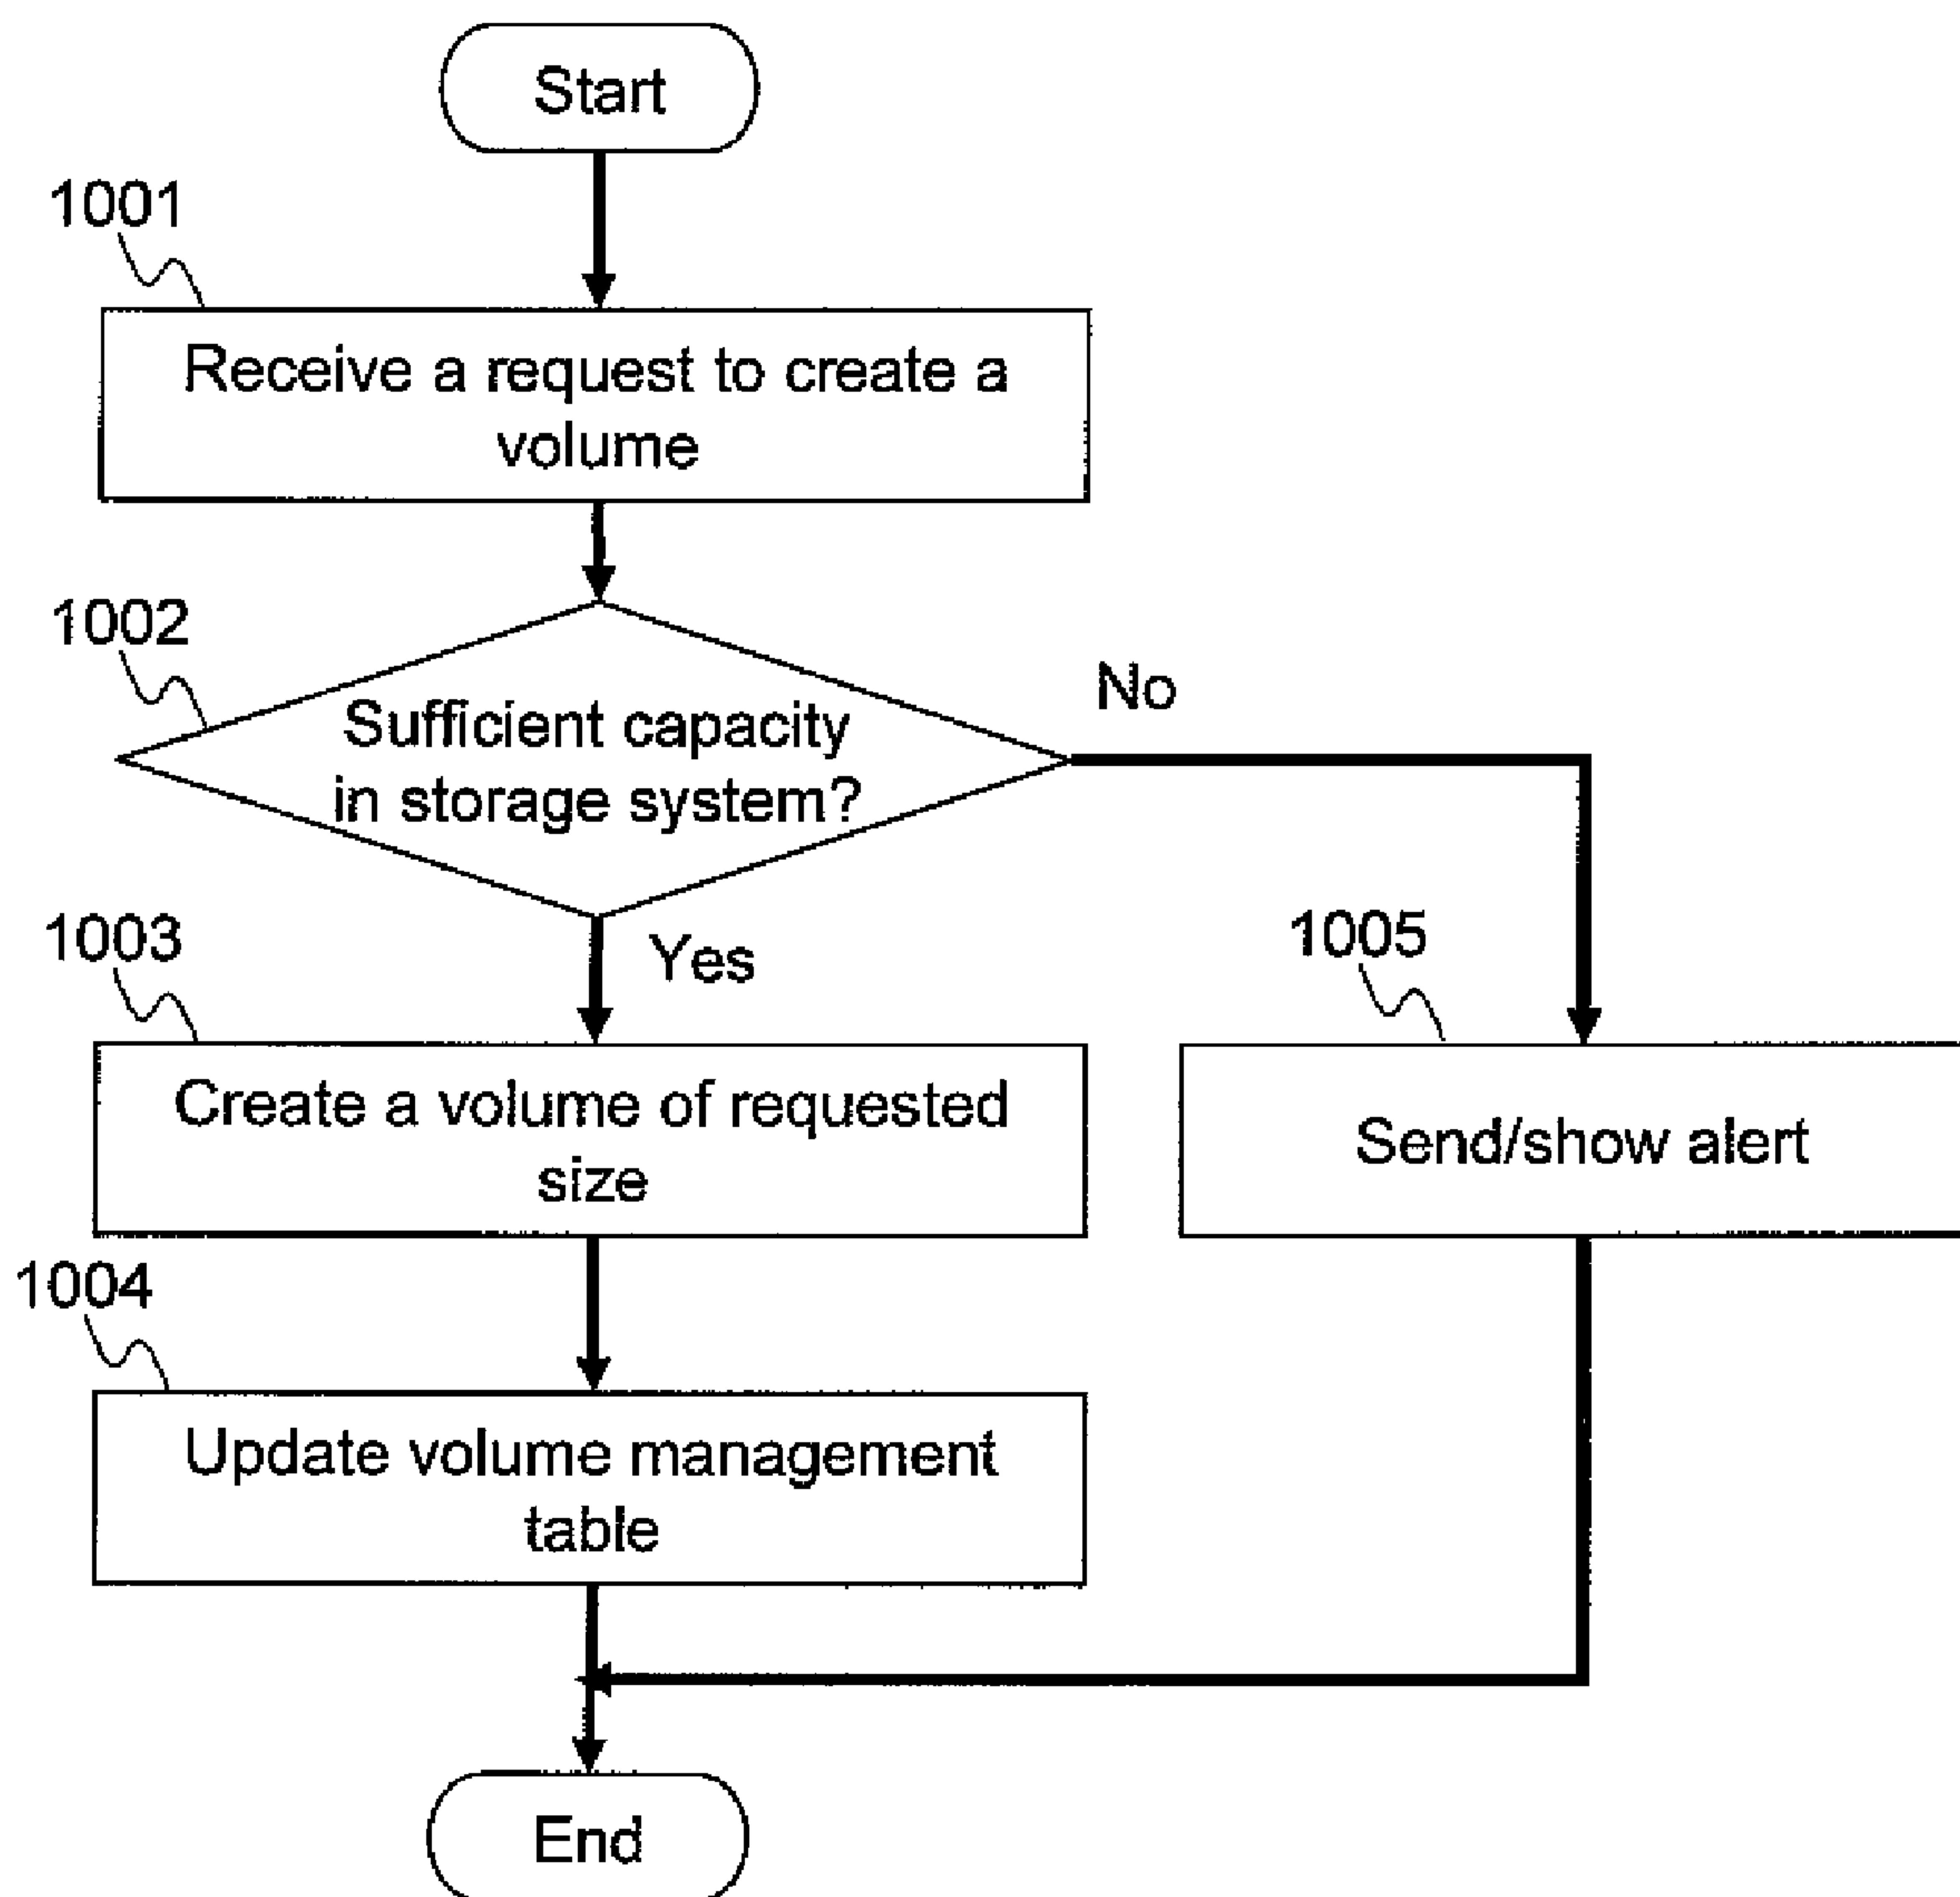 Start
1001
Receive a request to create a
volume
1002
Sufficient capacity
in storage system?
No
Yes
1003
Create a volume of requested
size
1005
Send/show alert
1004
Update volume management
table
End